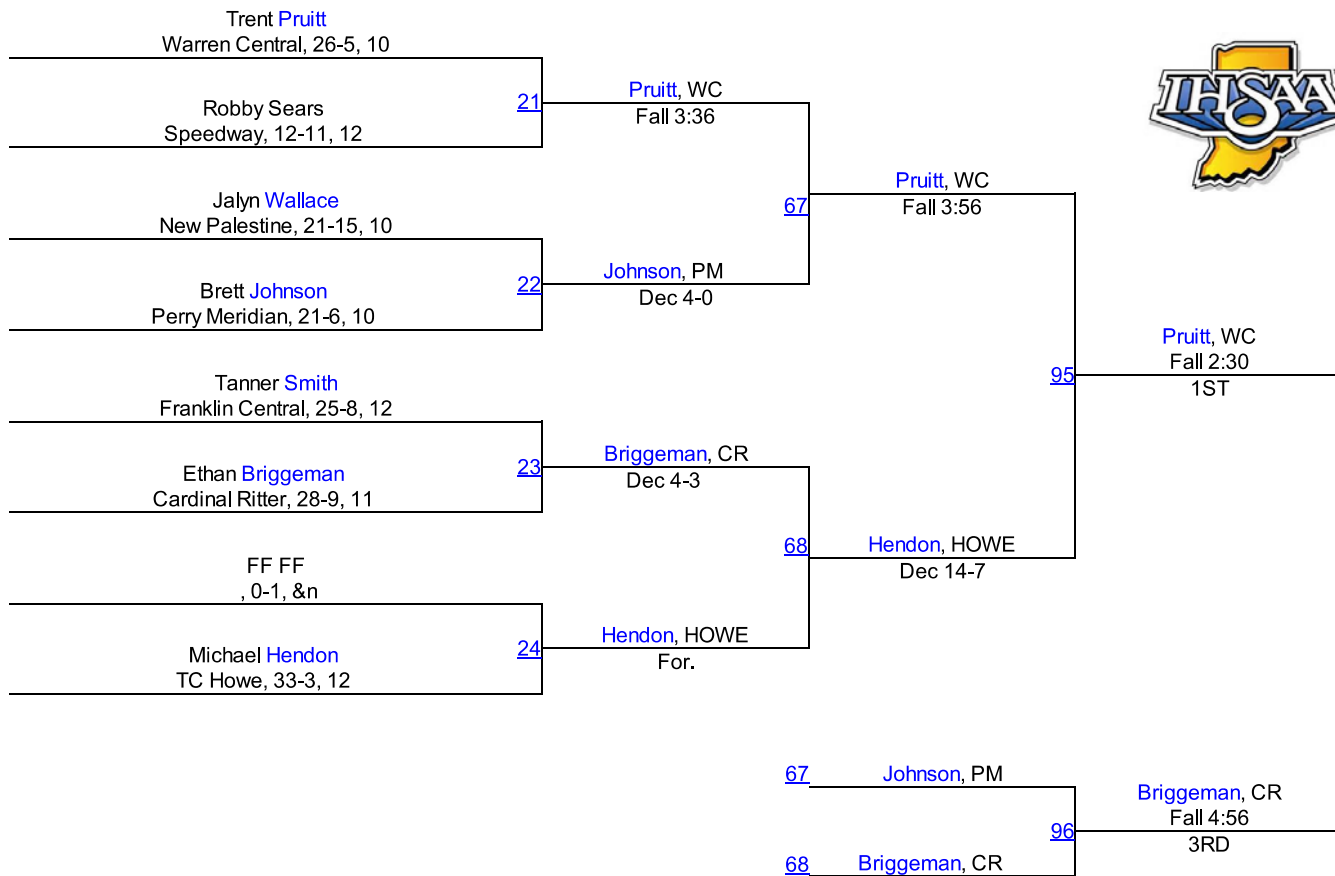 Trent Pruitt
Warren Central, 26-5, 10
Robby Sears
Speedway, 12-11, 12
21
Pruitt, WC
Fall 3:36
Jalyn Wallace
New Palestine, 21-15, 10
Brett Johnson
Perry Meridian, 21-6, 10
22
Johnson, PM
Dec 4-0
67
Pruitt, WC
Fall 3:56
Tanner Smith
Franklin Central, 25-8, 12
Ethan Briggeman
Cardinal Ritter, 28-9, 11
23
Briggeman, CR
Dec 4-3
FF FF
, 0-1, &n
Michael Hendon
TC Howe, 33-3, 12
24
Hendon, HOWE
For.
68
Hendon, HOWE
Dec 14-7
95
Pruitt, WC
Fall 2:30
1ST
IHSAA
67
Johnson, PM
68
Briggeman, CR
96
Briggeman, CR
Fall 4:56
3RD